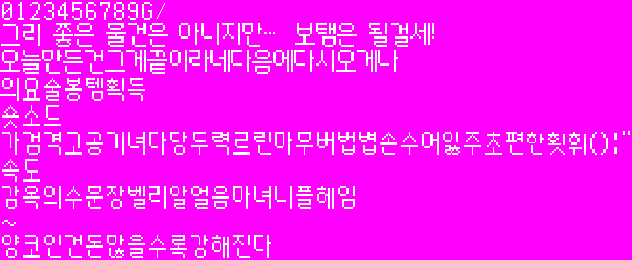 0123456789G/
그리 좋은 물건은 아니지만… 보탬은 될걸세!
오늘만든건그게끝이라네다음에다시오게나
의요술봉템획득
숏소드
가검격고공기녀다당두력르린마무버법볍손수어잃주초편한횟휘():"
속도
감옥의수문장벨리알얼음마녀니플헤임
~
양코인건돈많을수록강해진다